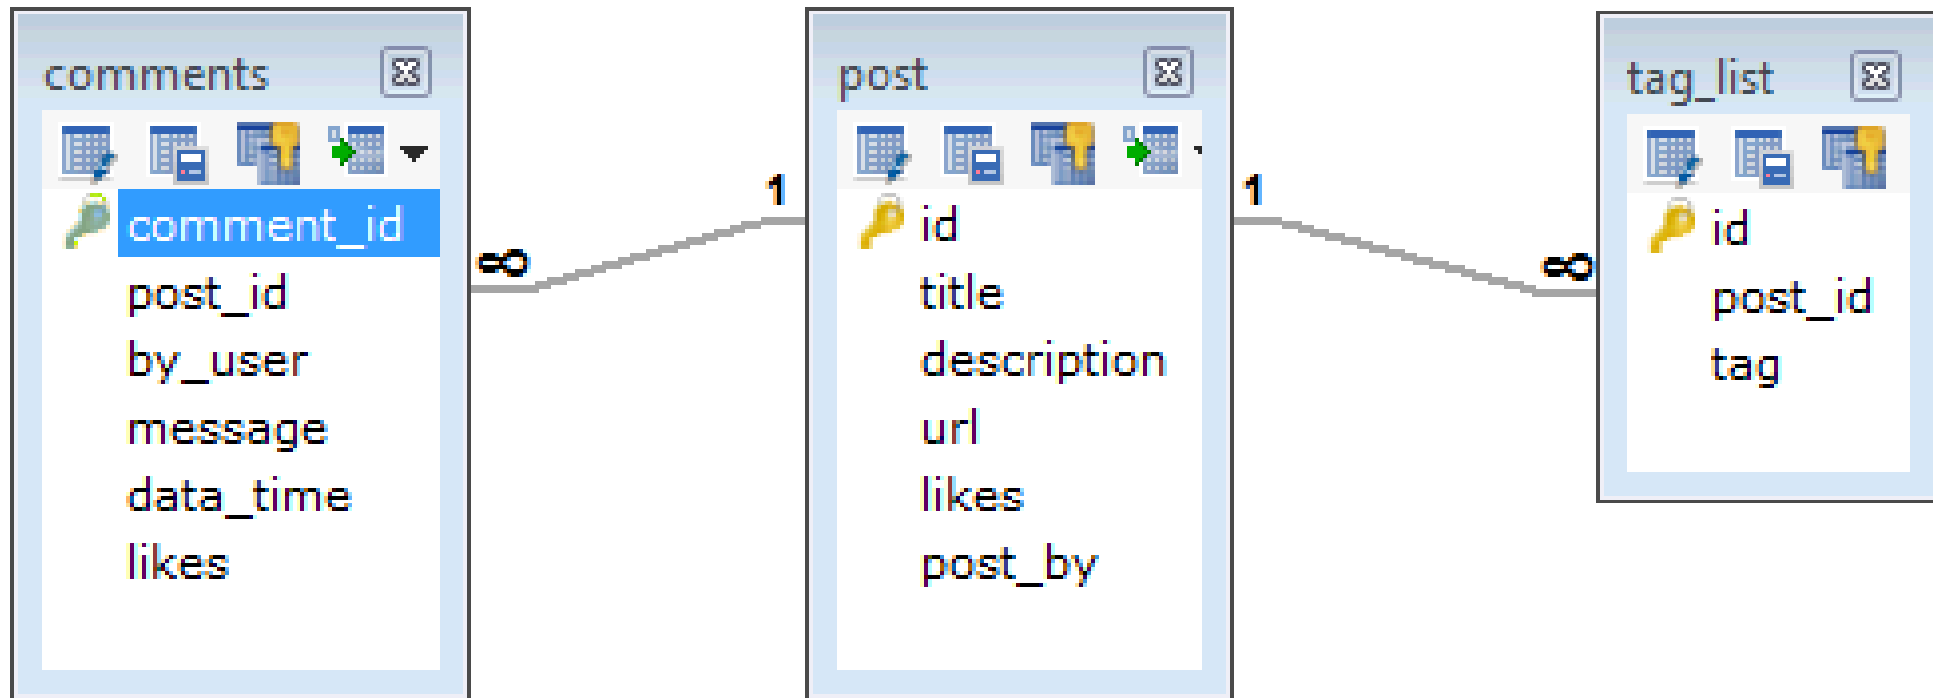 comments
comment_id
post_id
by_user
message
data_time
likes
1
∞
post
id
title
description
url
likes
post_by
1
∞
tag_list
id
post_id
tag